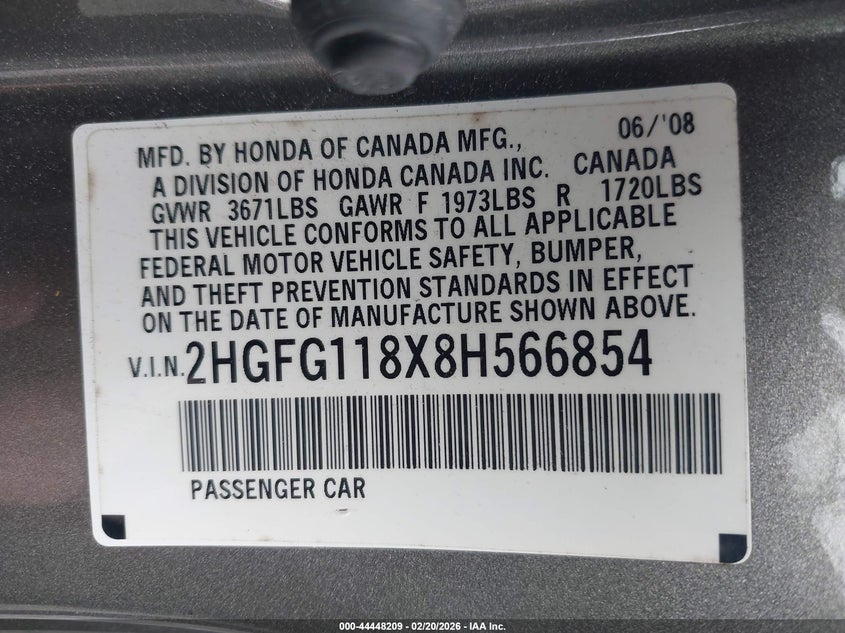 06/'08
MFD. BY HONDA OF CANADA MFG.,
A DIVISION OF HONDA CANADA INC. CANADA
GVWR 3671LBS GAWR F 1973LBS R 1720LBS
THIS VEHICLE CONFORMS TO ALL APPLICABLE
FEDERAL MOTOR VEHICLE SAFETY, BUMPER,
AND THEFT PREVENTION STANDARDS IN EFFECT
ON THE DATE OF MANUFACTURE SHOWN ABOVE.
V.I.N. 2HGFG118X8H566854
PASSENGER CAR
000-44448209 - 02/20/2026 - IAA Inc.